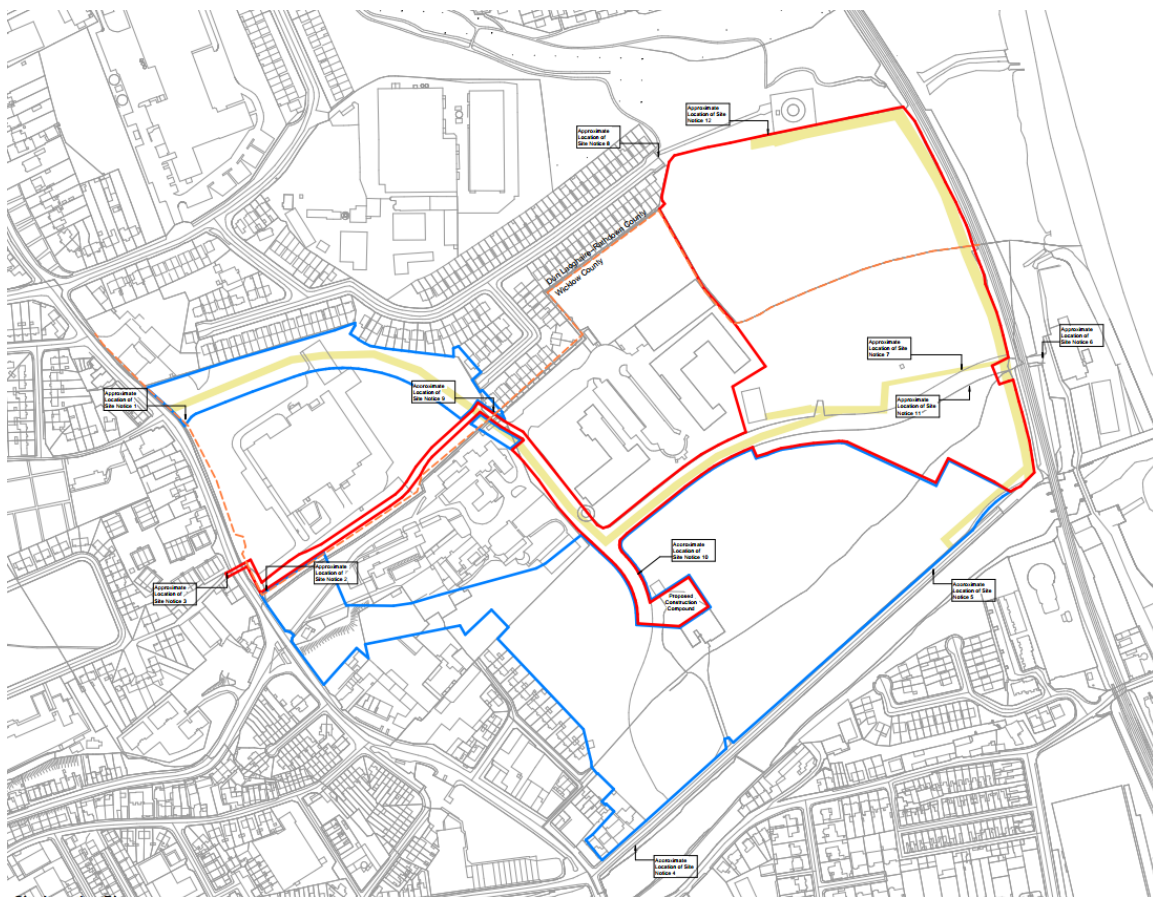 Approximate
Location of Site
Notice 12
Approximate
Location of
Site Notice 8
Dún Laoghaire-Rathdown County
Wicklow County
Approximate
Location of Site
Notice 6
Approximate
Location of Site
Notice 7
Approximate
Location of
Site Notice 9
Approximate
Location of
Site Notice 1
Approximate
Location of Site
Notice 11
Approximate
Location of
Site Notice 10
Approximate
Location of
Site Notice 2
Approximate
Location of
Site Notice 3
Approximate
Location of Site
Notice 5
Proposed
Construction
Compound
Approximate
Location of Site
Notice 4